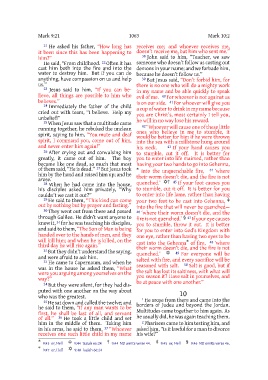 Mark 9:21
1065
Mark 10:2
21 He asked his father, "How long has
it been since this has been happening to
him?"
He said, "From childhood. 22 Often it has
cast him both into the fire and into the
water to destroy him. But if you can do
anything, have compassion on us and help
us."
23 Jesus said to him, "If you can be-
lieve, all things are possible to him who
believes."
24 Immediately the father of the child
cried out with tears, "I believe. Help my
unbelief!"
25 When Jesus saw that a multitude came
running together, he rebuked the unclean
spirit, saying to him, "You mute and deaf
spirit, I command you, come out of him,
and never enter him again!"
26 After crying out and convulsing him
greatly, it came out of him. The boy
became like one dead, so much that most
of them said, "He is dead." 27 But Jesus took
him by the hand and raised him up; and he
arose.
28 When he had come into the house,
his disciples asked him privately, "Why
couldn't we cast it out?"
29 He said to them, "This kind can come
out by nothing but by prayer and fasting."
30 They went out from there and passed
through Galilee. He didn't want anyone to
know it, 31 for he was teaching his disciples,
and said to them, "The Son of Man is being
handed over to the hands of men, and they
will kill him; and when he is killed, on the
third day he will rise again."
32 But they didn't understand the saying,
and were afraid to ask him.
33 He came to Capernaum, and when he
was in the house he asked them, "What
were you arguing among yourselves on the
way?"
34 But they were silent, for they had dis-
puted with one another on the way about
who was the greatest.
35 He sat down and called the twelve; and
he said to them, "If any man wants to be
first, he shall be last of all, and servant
of all." 36 He took a little child and set
him in the middle of them. Taking him
in his arms, he said to them, 37 "Whoever
receives one such little child in my name
receives me; and whoever receives me,
doesn't receive me, but him who sent me."
38 John said to him, "Teacher, we saw
someone who doesn't follow us casting out
demons in your name; and we forbade him,
because he doesn't follow us."
39 But Jesus said, "Don't forbid him, for
there is no one who will do a mighty work
in my name and be able quickly to speak
evil of me. 40 For whoever is not against us
is on our side. 41 For whoever will give you
a cup of water to drink in my name because
you are Christ's, most certainly I tell you,
he will in no way lose his reward.
42 "Whoever will cause one of these little
ones who believe in me to stumble, it
would be better for him if he were thrown
into the sea with a millstone hung around
his neck. 43 If your hand causes you
to stumble, cut it off. It is better for
you to enter into life maimed, rather than
having your two hands to go into Gehenna,
* into the unquenchable fire, 44 'where
their worm doesn't die, and the fire is not
quenched.' †‡ 45 If your foot causes you
to stumble, cut it off. It is better for you
to enter into life lame, rather than having
your two feet to be cast into Gehenna, §
into the fire that will never be quenched—
46 'where their worm doesn't die, and the
fire is not quenched.' * 47 If your eye causes
you to stumble, throw it out. It is better
for you to enter into God's Kingdom with
one eye, rather than having two eyes to be
cast into the Gehenna † of fire, 48 'where
their worm doesn't die, and the fire is not
quenched.' ‡ 49 For everyone will be
salted with fire, and every sacrifice will be
seasoned with salt. 50 Salt is good, but if
the salt has lost its saltiness, with what will
you season it? Have salt in yourselves, and
be at peace with one another."
10
1 He arose from there and came into the
borders of Judea and beyond the Jordan.
Multitudes came together to him again. As
he usually did, he was again teaching them.
2 Pharisees came to him testing him, and
asked him, "Is it lawful for a man to divorce
his wife?"
* 9:43 or, Hell † 9:44 Isaiah 66:24 ‡ 9:44 NU omits verse 44. § 9:45 or, Hell * 9:46 NU omits verse 46.
† 9:47 or, Hell ‡ 9:48 Isaiah 66:24